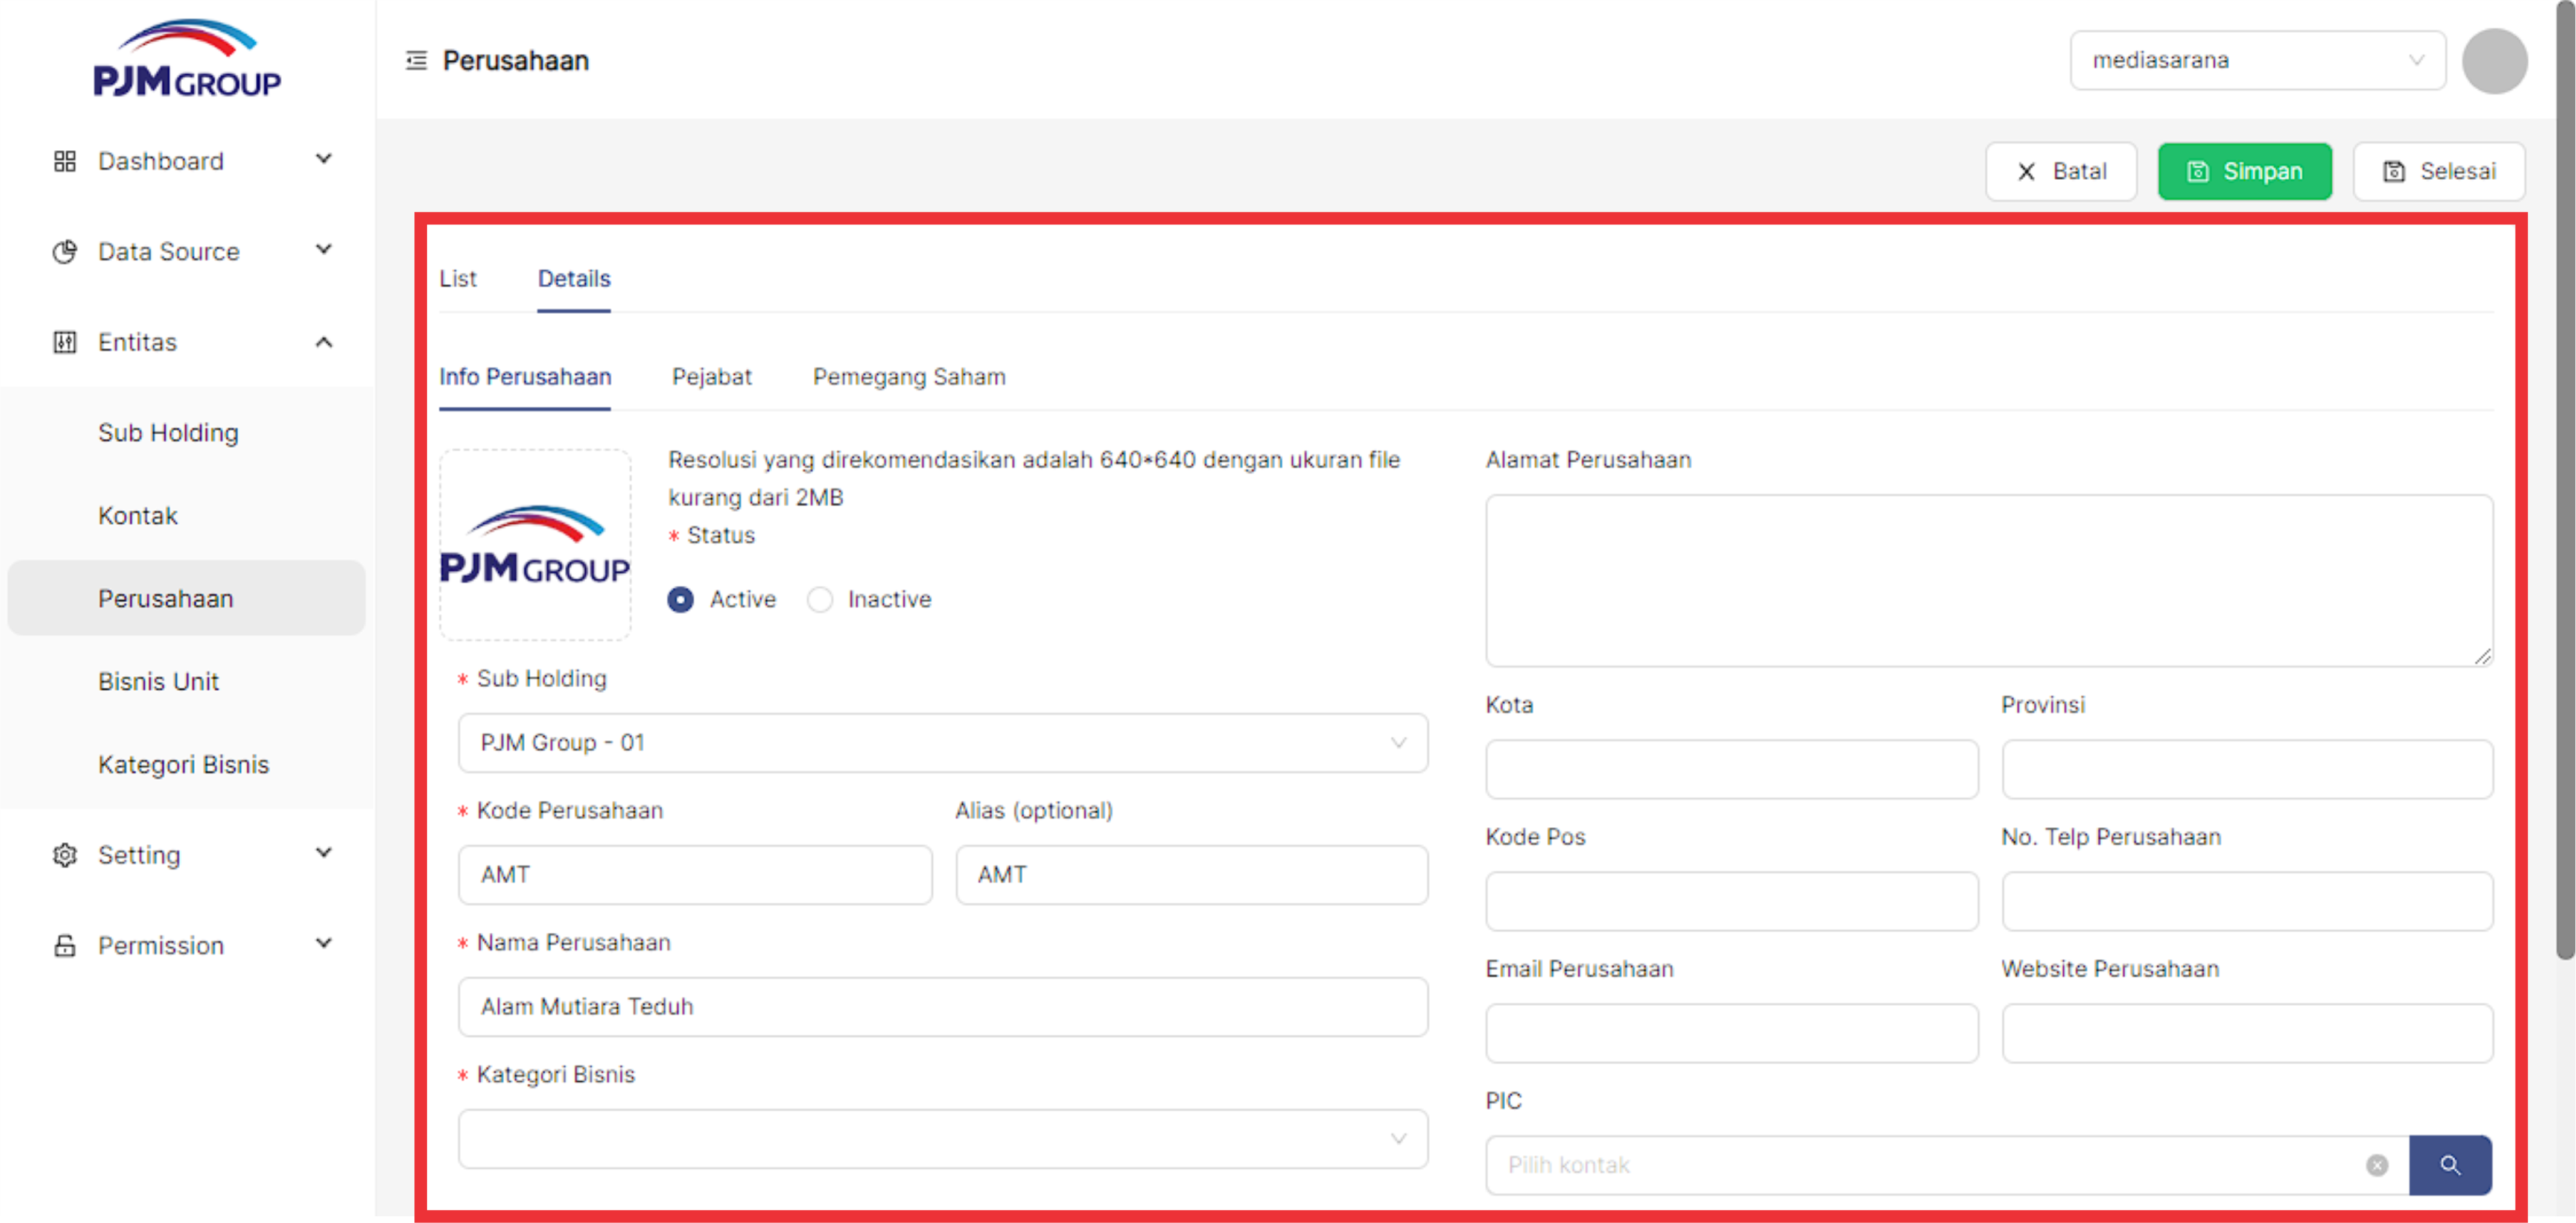 PJM GROUP
Dashboard
Data Source
Entitas
Sub Holding
Kontak
Perusahaan
Bisnis Unit
Kategori Bisnis
Setting
Permission
Perusahaan
mediasarana
Batal
Simpan
Selesai
List
Details
Info Perusahaan
Pejabat
Pemegang Saham
PJM GROUP
Resolusi yang direkomendasikan adalah 640*640 dengan ukuran file
kurang dari 2MB
* Status
Active
Inactive
* Sub Holding
PJM Group - 01
* Kode Perusahaan
Alias (optional)
AMT
AMT
* Nama Perusahaan
Alam Mutiara Teduh
* Kategori Bisnis
Alamat Perusahaan
Kota
Provinsi
Kode Pos
No. Telp Perusahaan
Email Perusahaan
Website Perusahaan
PIC
Pilih kontak